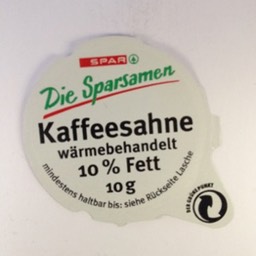 SPAR
Die Sparsamen
Kaffeesahne
wärmebehandelt
10 % Fett
10 g
mindestens haltbar bis: siehe Rückseite Lasche
DER GRÜNE PUNKT